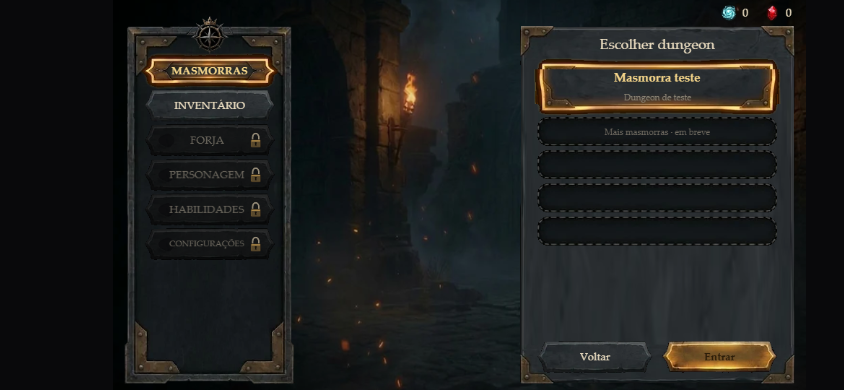 0 0
MASMORRAS
INVENTÁRIO
FORJA
PERSONAGEM
HABILIDADES
CONFIGURAÇÕES
Escolher dungeon
Masmorra teste
Dungeon de teste
Mais masmorras - em breve
Voltar
Entrar